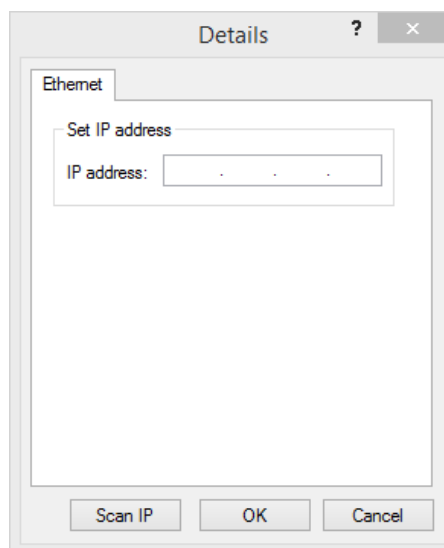 Details ?
Ethernet
Set IP address
IP address: . . .
Scan IP OK Cancel